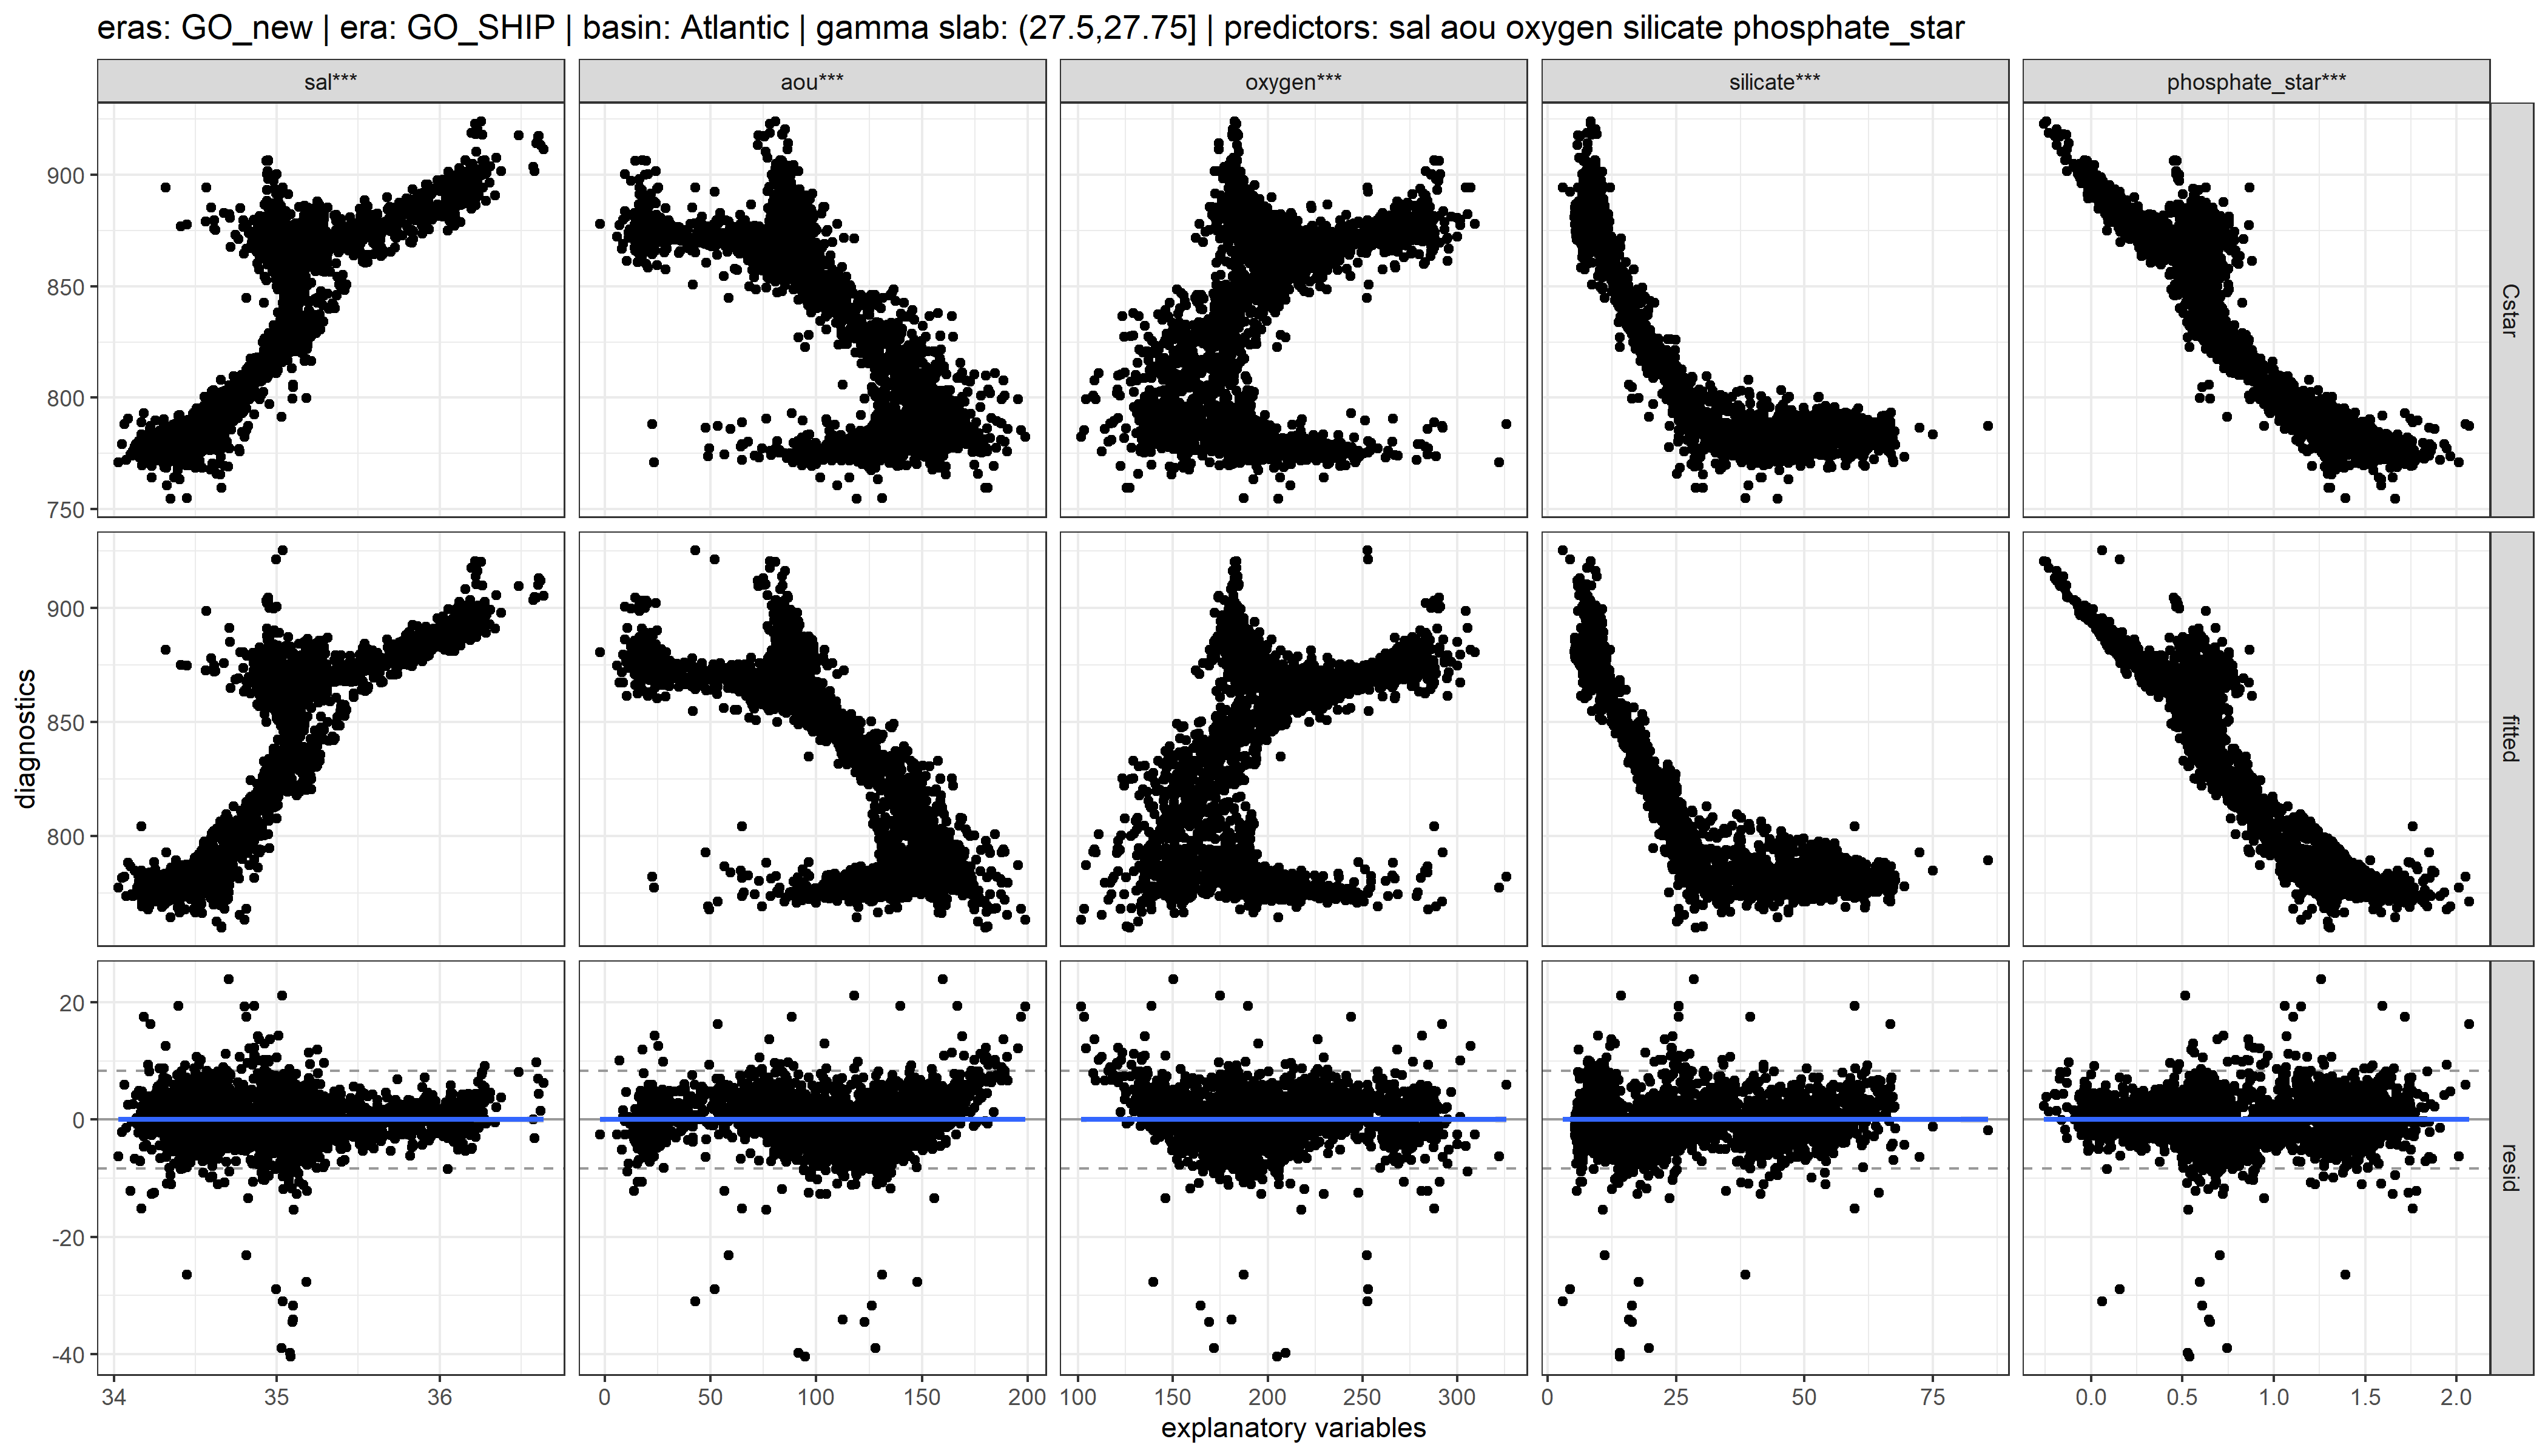 eras: GO_new | era: GO_SHIP | basin: Atlantic | gamma slab: (27.5,27.75] | predictors: sal aou oxygen silicate phosphate_star
sal*** aou*** oxygen*** silicate*** phosphate_star***
900
850
800
750
Cstar
900
850
800
fitted
diagnostics
20
0
-20
-40
resid
34 35 36 0 50 100 150 200 100 150 200 250 300 0 25 50 75 0.0 0.5 1.0 1.5 2.0
explanatory variables